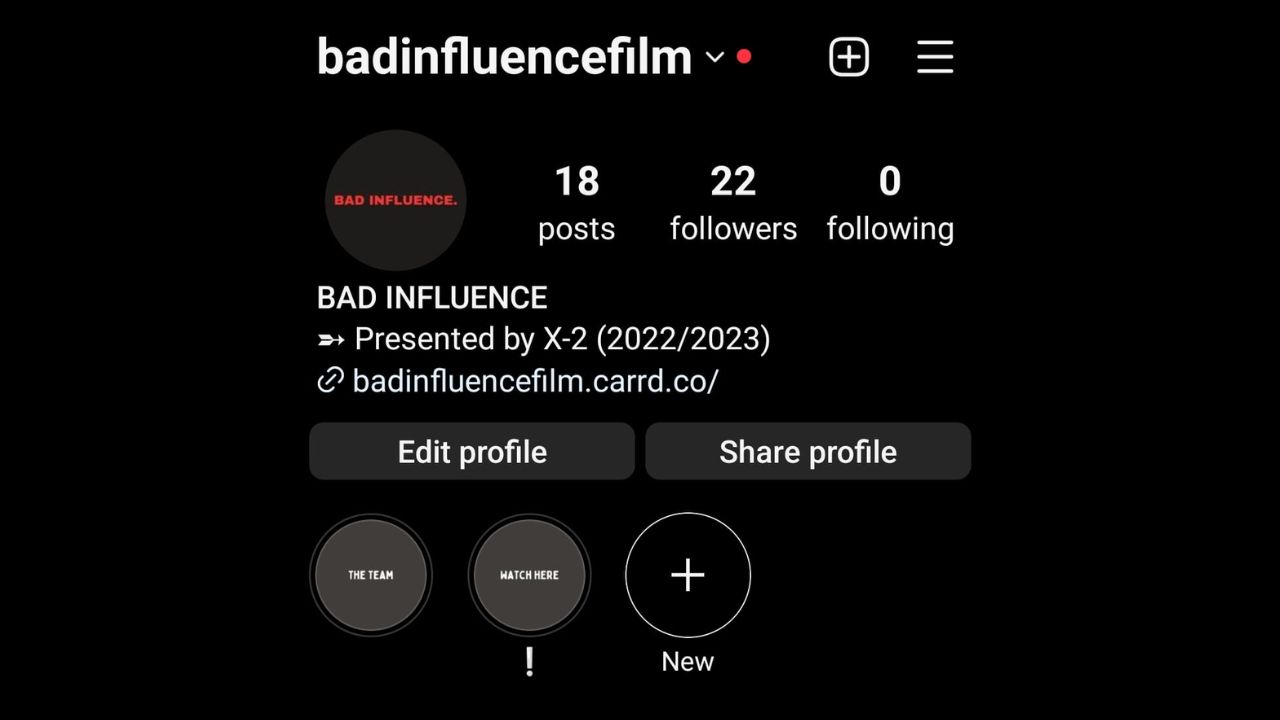 badinfluencefilm
BAD INFLUENCE.
18 22 0
posts followers following
BAD INFLUENCE
➳ Presented by X-2 (2022/2023)
badinfluencefilm.carrd.co/
Edit profile Share profile
THE TEAM WATCH HERE
❕ New